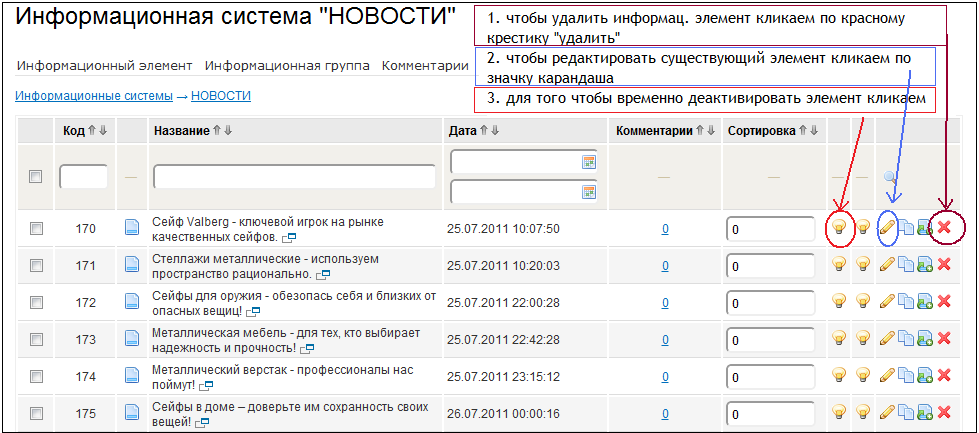 Информационная система "НОВОСТИ"
1. чтобы удалить информац. элемент кликаем по красному
крестику "удалить"
2. чтобы редактировать существующий элемент кликаем по
значку карандаша
3. для того чтобы временно деактивировать элемент кликаем
Информационный элемент Информационная группа Комментарии
Информационные системы → НОВОСТИ
Код ⇑ ⇓ Название ⇑ ⇓ Дата ⇑ ⇓ Комментарии ⇑ ⇓ Сортировка ⇑ ⇓
— — — — —
170 Сейф Valberg - ключевой игрок на рынке
качественных сейфов. 25.07.2011 10:07:50 0 0
171 Стеллажи металлические - используем
пространство рационально. 25.07.2011 10:20:03 0 0
172 Сейфы для оружия - обезопась себя и близких от
опасных вещиц! 25.07.2011 22:00:28 0 0
173 Металлическая мебель - для тех, кто выбирает
надежность и прочность! 25.07.2011 22:42:28 0 0
174 Металлический верстак - профессионалы нас
поймут! 25.07.2011 23:15:12 0 0
175 Сейфы в доме – доверьте им сохранность своих
вещей! 26.07.2011 00:00:16 0 0